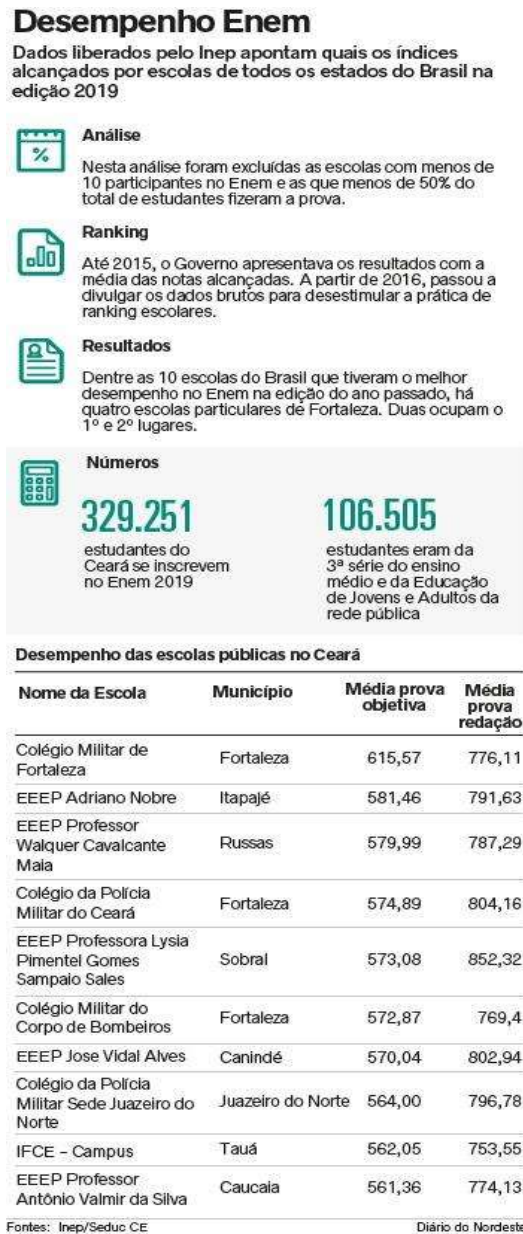 Desempenho Enem
Dados liberados pelo Inep apontam quais os índices
alcançados por escolas de todos os estados do Brasil na
edição 2019
%
Análise
Nesta análise foram excluídas as escolas com menos de
10 participantes no Enem e as que menos de 50% do
total de estudantes fizeram a prova.
Ranking
Até 2015, o Governo apresentava os resultados com a
média das notas alcançadas. A partir de 2016, passou a
divulgar os dados brutos para desestimular a prática de
ranking escolares.
Resultados
Dentre as 10 escolas do Brasil que tiveram o melhor
desempenho no Enem na edição do ano passado, há
quatro escolas particulares de Fortaleza. Duas ocupam o
1º e 2º lugares.
Números
329.251
estudantes do
Ceará se inscrevem
no Enem 2019
106.505
estudantes eram da
3ª série do ensino
médio e da Educação
de Jovens e Adultos da
rede pública
Desempenho das escolas públicas no Ceará
Nome da Escola Município Média prova objetiva Média prova redação
Colégio Militar de
Fortaleza Fortaleza 615,57 776,11
EEEP Adriano Nobre Itapajé 581,46 791,63
EEEP Professor
Walquer Cavalcante
Maia Russas 579,99 787,29
Colégio da Polícia
Militar do Ceará Fortaleza 574,89 804,16
EEEP Professora Lysia
Pimentel Gomes
Sampaio Sales Sobral 573,08 852,32
Colégio Militar do
Corpo de Bombeiros Fortaleza 572,87 769,4
EEEP Jose Vidal Alves Canindé 570,04 802,94
Colégio da Polícia
Militar Sede Juazeiro do
Norte Juazeiro do Norte 564,00 796,78
IFCE - Campus Tauá 562,05 753,55
EEEP Professor
Antônio Valmir da Silva Caucaia 561,36 774,13
Fontes: Inep/Seduc CE Diário do Nordeste